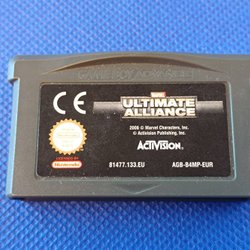 GAME BOY ADVANCE
CE
MARVEL
ULTIMATE
ALLIANCE
2006 © Marvel Characters, Inc.
© Activision Publishing, Inc.
ACTIVISION
Nintendo
81477.133.EU
AGB-B4MP-EUR